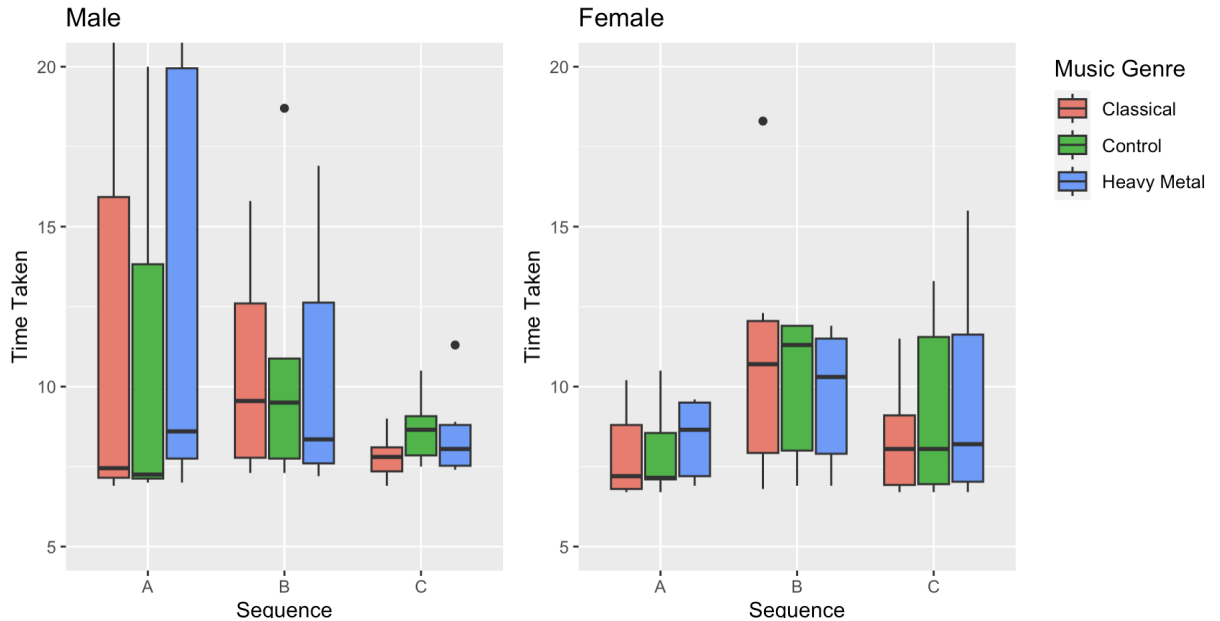 Male
Female
20
15
10
5
Time Taken
A
B
C
Sequence
20
15
10
5
Time Taken
A
B
C
Sequence
Music Genre
Classical
Control
Heavy Metal